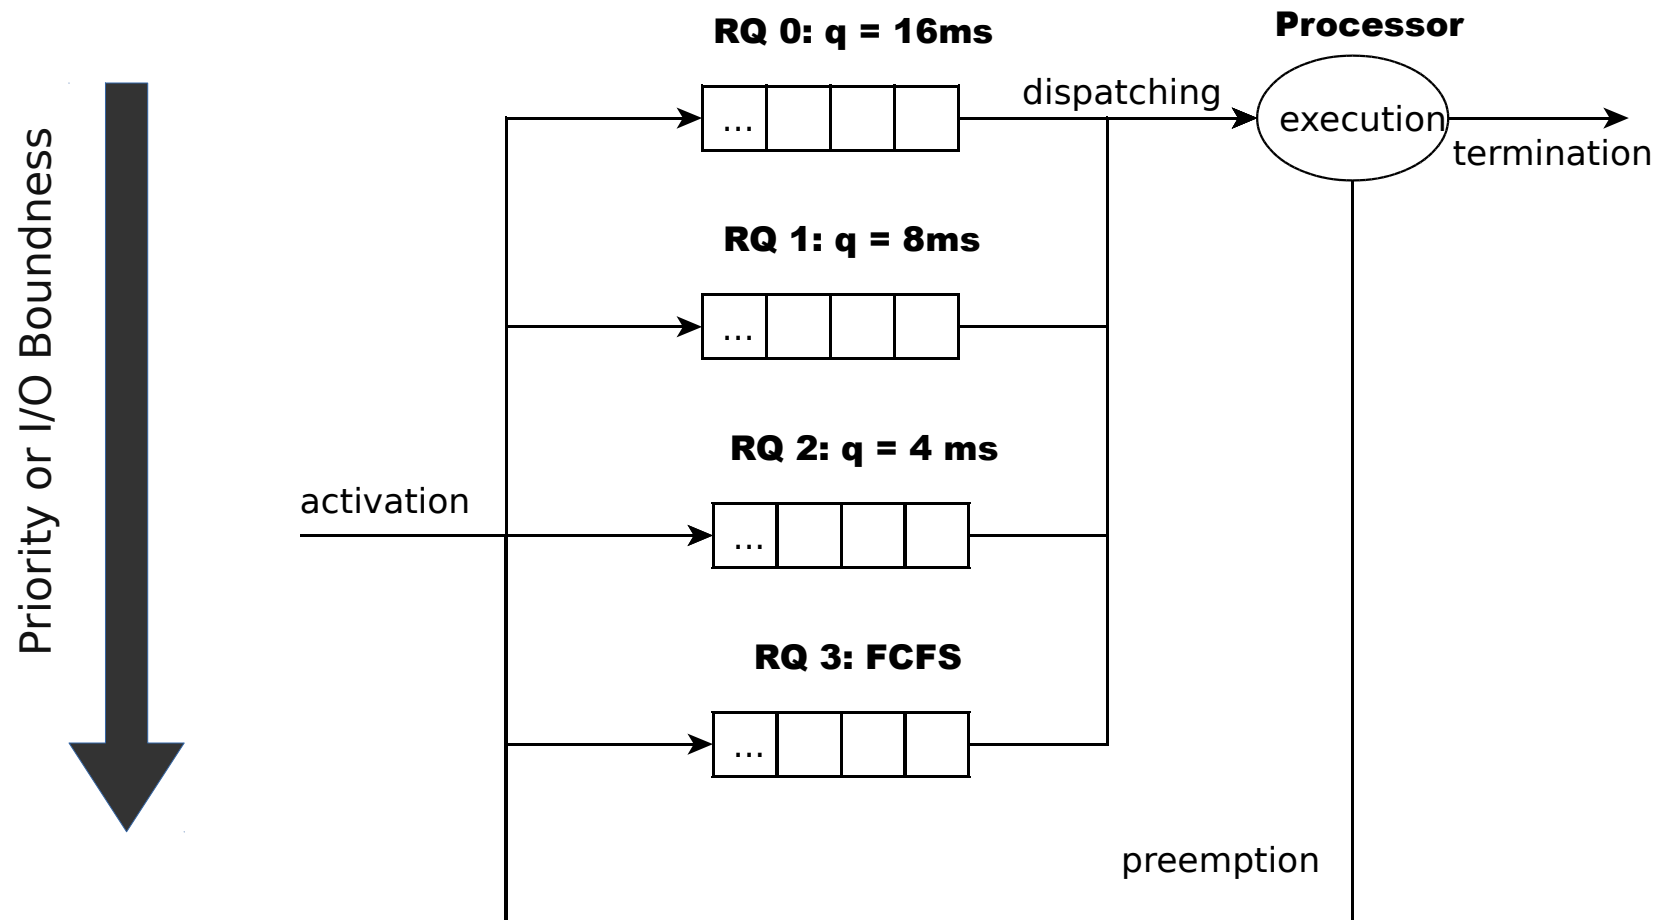 RQ 0: q = 16ms
Processor
dispatching
...
execution
termination
Priority or I/O Boundness
RQ 1: q = 8ms
...
RQ 2: q = 4 ms
activation
...
RQ 3: FCFS
...
preemption